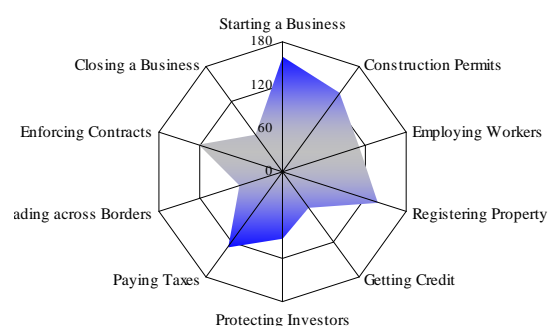 Starting a Business
180
Closing a Business
Construction Permits
120
Enforcing Contracts
60
Employing Workers
0
ading across Borders
Registering Property
Paying Taxes
Getting Credit
Protecting Investors